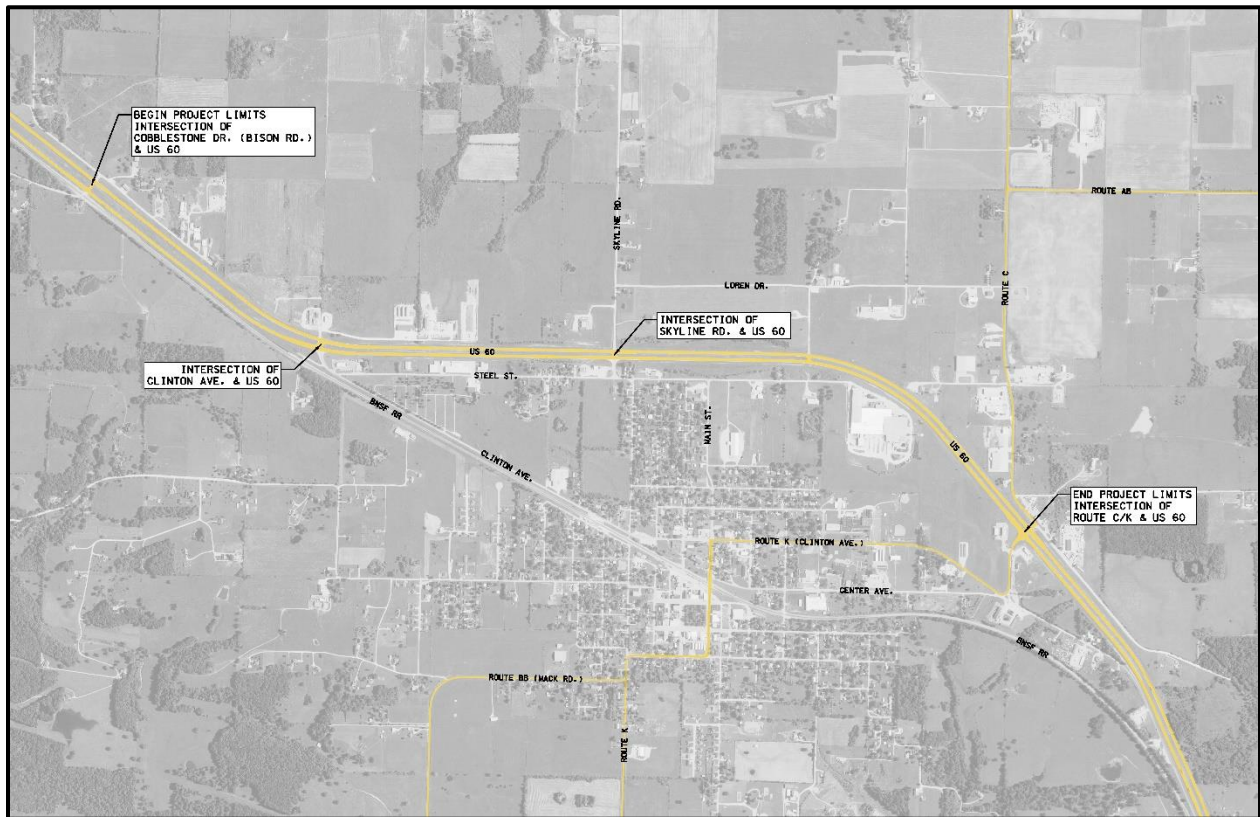 BEGIN PROJECT LIMITS
INTERSECTION OF
COBBLESTONE DR. (BISON RD.)
& US 60
SKYLINE RD.
ROUTE AB
ROUTE C
LOREN DR.
INTERSECTION OF
SKYLINE RD. & US 60
US 60
INTERSECTION OF
CLINTON AVE. & US 60
STEEL ST.
BNSF RR
MAIN ST.
US 60
CLINTON AVE.
END PROJECT LIMITS
INTERSECTION OF
ROUTE C/K & US 60
ROUTE K (CLINTON AVE.)
CENTER AVE.
BNSF RR
ROUTE BB (MACK RD.)
ROUTE K